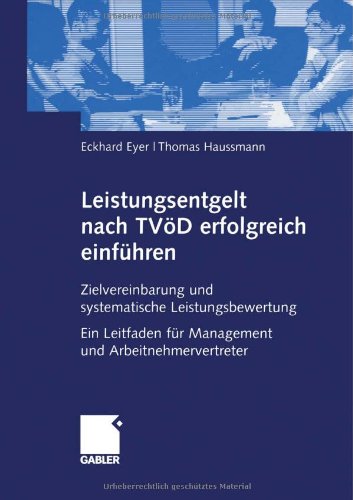 Urheberrechtlich geschütztes Material
Eckhard Eyer | Thomas Haussmann
Leistungsentgelt
nach TVöD erfolgreich
einführen
Zielvereinbarung und
systematische Leistungsbewertung
Ein Leitfaden für Management
und Arbeitnehmervertreter
GABLER
Urheberrechtlich geschütztes Material